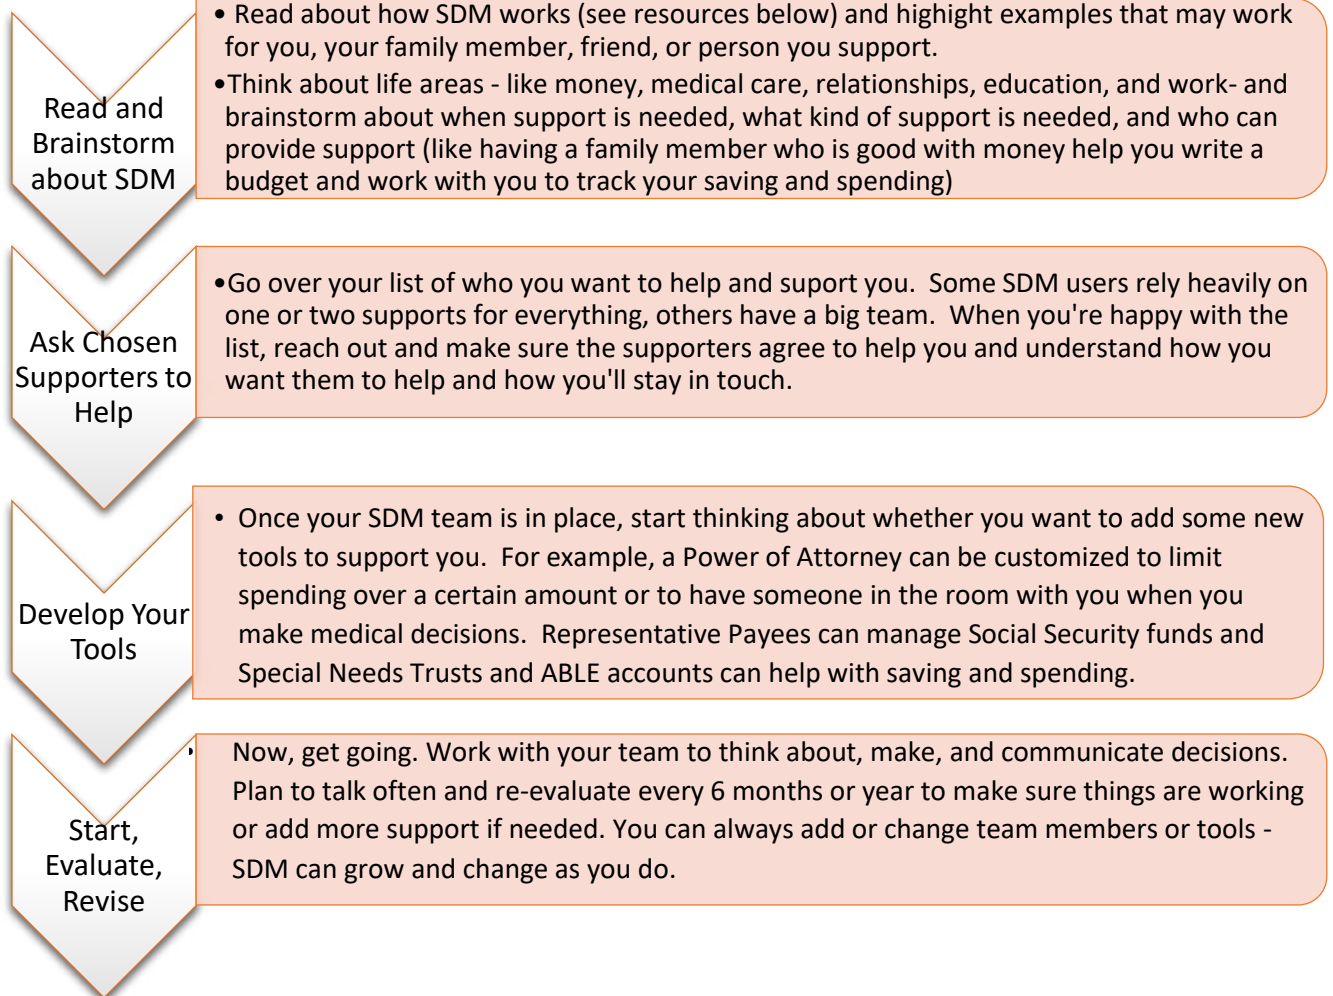 Read and
Brainstorm
about SDM
• Read about how SDM works (see resources below) and highight examples that may work
for you, your family member, friend, or person you support.
•Think about life areas - like money, medical care, relationships, education, and work- and
brainstorm about when support is needed, what kind of support is needed, and who can
provide support (like having a family member who is good with money help you write a
budget and work with you to track your saving and spending)
Ask Chosen
Supporters to
Help
•Go over your list of who you want to help and suport you.  Some SDM users rely heavily on
one or two supports for everything, others have a big team.  When you're happy with the
list, reach out and make sure the supporters agree to help you and understand how you
want them to help and how you'll stay in touch.
Develop Your
Tools
• Once your SDM team is in place, start thinking about whether you want to add some new
tools to support you.  For example, a Power of Attorney can be customized to limit
spending over a certain amount or to have someone in the room with you when you
make medical decisions.  Representative Payees can manage Social Security funds and
Special Needs Trusts and ABLE accounts can help with saving and spending.
Start,
Evaluate,
Revise
• Now, get going. Work with your team to think about, make, and communicate decisions.
Plan to talk often and re-evaluate every 6 months or year to make sure things are working
or add more support if needed. You can always add or change team members or tools -
SDM can grow and change as you do.